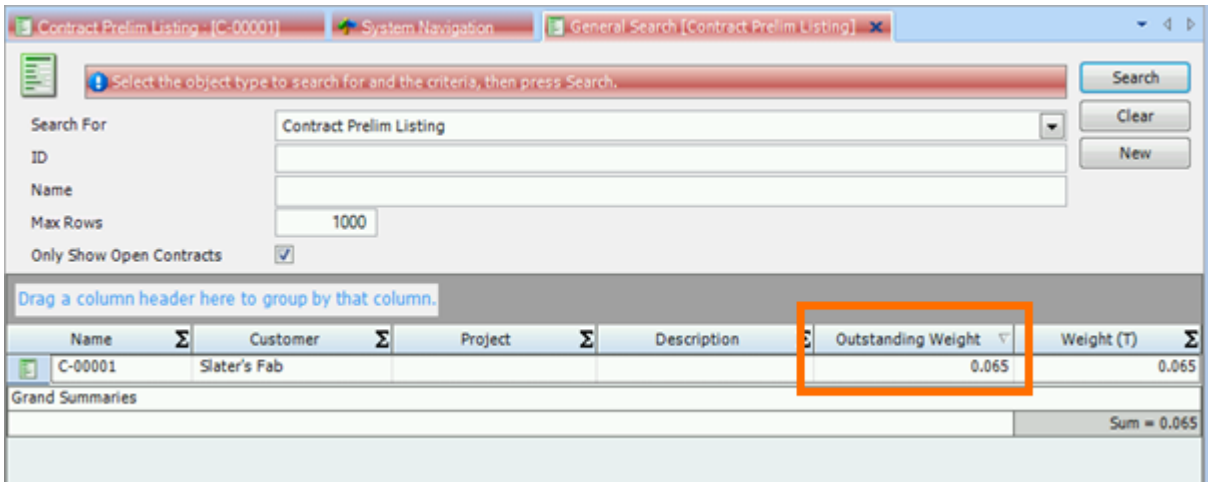 Contract Prelim Listing : [C-00001] System Navigation General Search [Contract Prelim Listing]
Select the object type to search for and the criteria, then press Search.
Search
Search For Contract Prelim Listing
Clear
ID
New
Name
Max Rows 1000
Only Show Open Contracts
Drag a column header here to group by that column.
Name Σ Customer Σ Project Σ Description Σ Outstanding Weight Weight (T) Σ
C-00001 Slater's Fab 0.065 0.065
Grand Summaries
Sum = 0.065